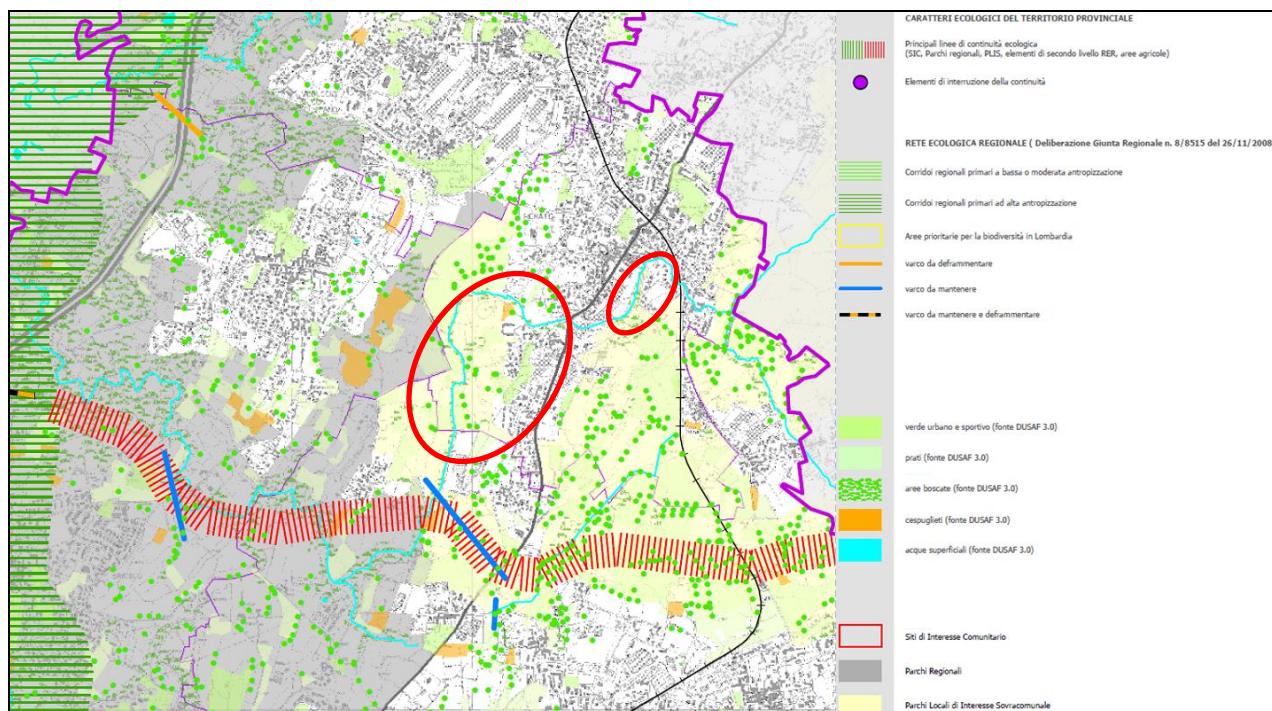 CARATTERI ECOLOGICI DEL TERRITORIO PROVINCIALE
Principali linee di continuità ecologica
(SIC, Parchi regionali, PLIS, elementi di secondo livello RER, aree agricole)
Elementi di interruzione della continuità
RETE ECOLOGICA REGIONALE ( Deliberazione Giunta Regionale n. 8/8515 del 26/11/2008
Corridoi regionali primari a bassa o moderata antropizzazione
Corridoi regionali primari ad alta antropizzazione
Aree prioritarie per la biodiversità in Lombardia
varco da deframmentare
varco da mantenere
varco da mantenere e deframmentare
verde urbano e sportivo (fonte DUSAF 3.0)
prati (fonte DUSAF 3.0)
aree boscate (fonte DUSAF 3.0)
cespuglieti (fonte DUSAF 3.0)
acque superficiali (fonte DUSAF 3.0)
Siti di Interesse Comunitario
Parchi Regionali
Parchi Locali di Interesse Sovracomunale